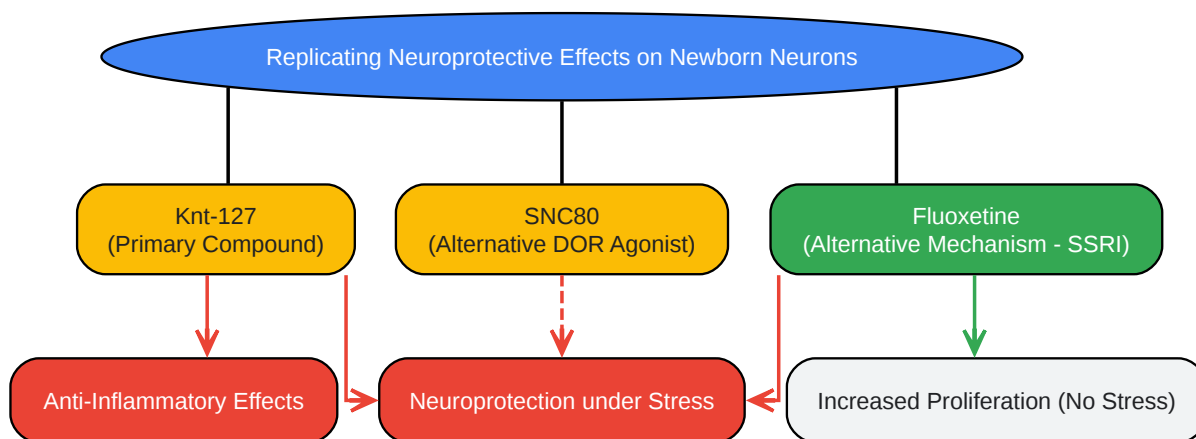 Replicating Neuroprotective Effects on Newborn Neurons
Knt-127
(Primary Compound)
SNC80
(Alternative DOR Agonist)
Fluoxetine
(Alternative Mechanism - SSRI)
Anti-Inflammatory Effects
Neuroprotection under Stress
Increased Proliferation (No Stress)